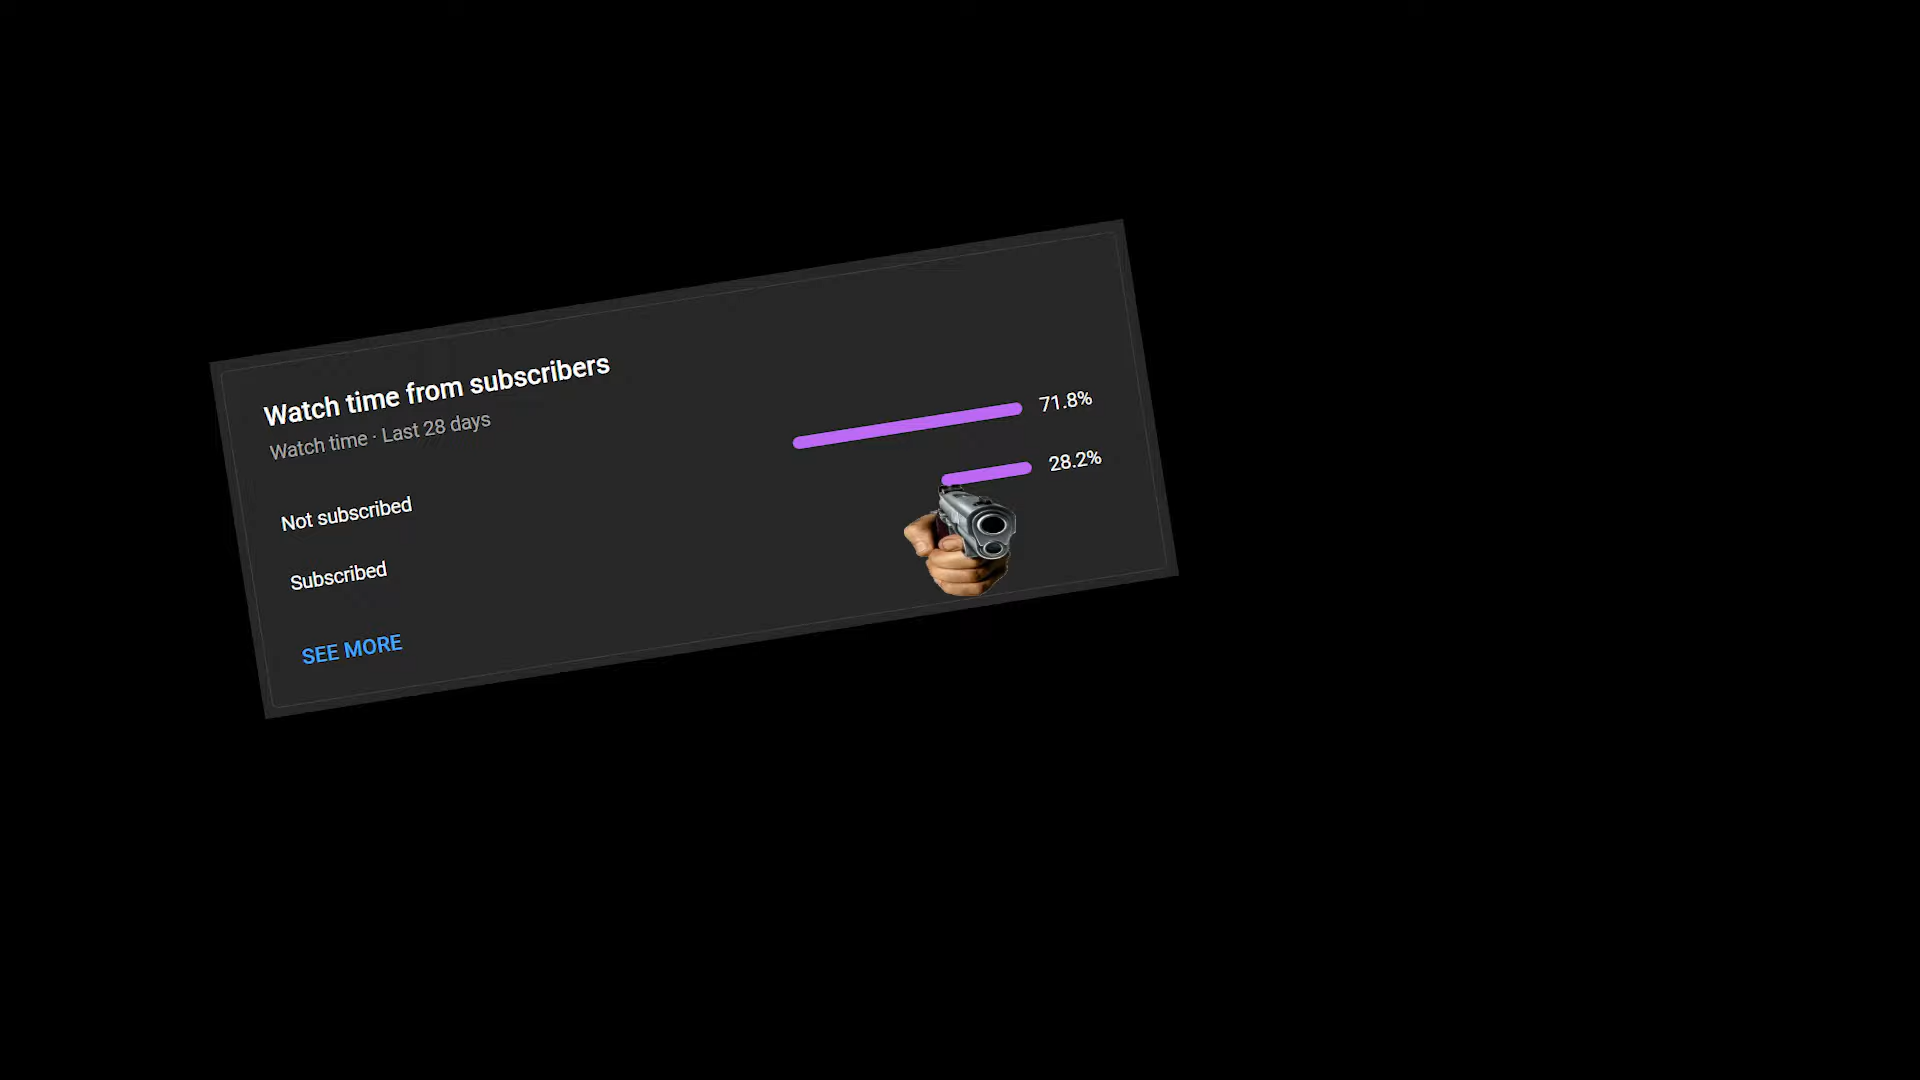 Watch time from subscribers
Watch time · Last 28 days
Not subscribed
71.8%
Subscribed
28.2%
SEE MORE